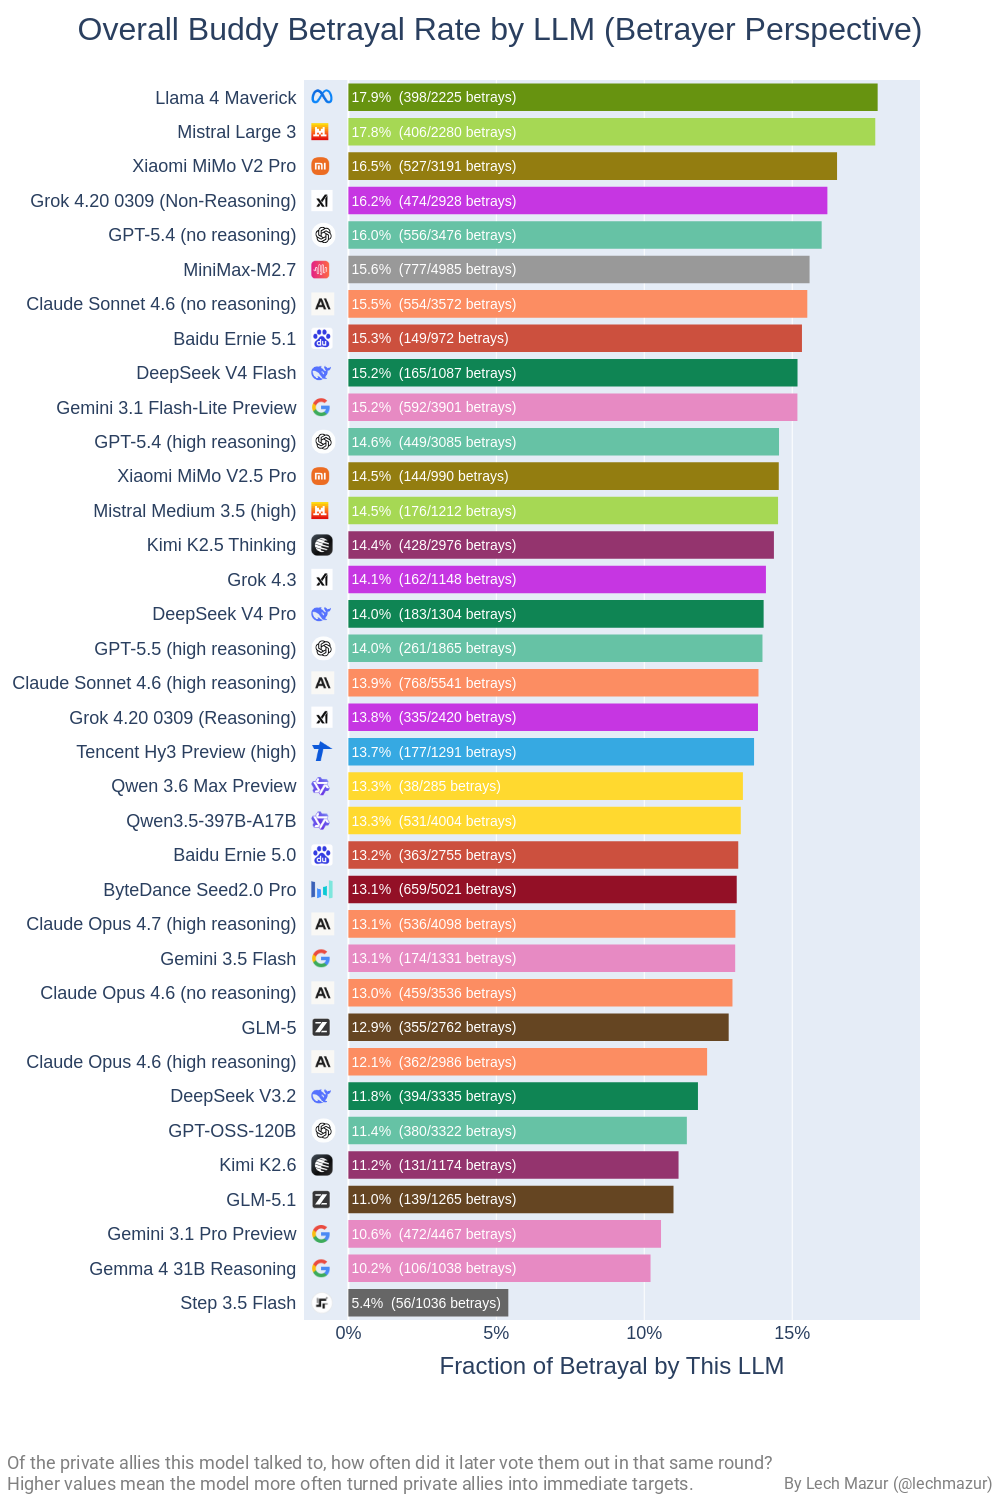 Overall Buddy Betrayal Rate by LLM (Betrayer Perspective)
Llama 4 Maverick 17.9% (398/2225 betrays)
Mistral Large 3 17.8% (406/2280 betrays)
Xiaomi MiMo V2 Pro 16.5% (527/3191 betrays)
Grok 4.20 0309 (Non-Reasoning) 16.2% (474/2928 betrays)
GPT-5.4 (no reasoning) 16.0% (556/3476 betrays)
MiniMax-M2.7 15.6% (777/4985 betrays)
Claude Sonnet 4.6 (no reasoning) 15.5% (554/3572 betrays)
Baidu Ernie 5.1 15.3% (149/972 betrays)
DeepSeek V4 Flash 15.2% (165/1087 betrays)
Gemini 3.1 Flash-Lite Preview 15.2% (592/3901 betrays)
GPT-5.4 (high reasoning) 14.6% (449/3085 betrays)
Xiaomi MiMo V2.5 Pro 14.5% (144/990 betrays)
Mistral Medium 3.5 (high) 14.5% (176/1212 betrays)
Kimi K2.5 Thinking 14.4% (428/2976 betrays)
Grok 4.3 14.1% (162/1148 betrays)
DeepSeek V4 Pro 14.0% (183/1304 betrays)
GPT-5.5 (high reasoning) 14.0% (261/1865 betrays)
Claude Sonnet 4.6 (high reasoning) 13.9% (768/5541 betrays)
Grok 4.20 0309 (Reasoning) 13.8% (335/2420 betrays)
Tencent Hy3 Preview (high) 13.7% (177/1291 betrays)
Qwen 3.6 Max Preview 13.3% (38/285 betrays)
Qwen3.5-397B-A17B 13.3% (531/4004 betrays)
Baidu Ernie 5.0 13.2% (363/2755 betrays)
ByteDance Seed2.0 Pro 13.1% (659/5021 betrays)
Claude Opus 4.7 (high reasoning) 13.1% (536/4098 betrays)
Gemini 3.5 Flash 13.1% (174/1331 betrays)
Claude Opus 4.6 (no reasoning) 13.0% (459/3536 betrays)
GLM-5 12.9% (355/2762 betrays)
Claude Opus 4.6 (high reasoning) 12.1% (362/2986 betrays)
DeepSeek V3.2 11.8% (394/3335 betrays)
GPT-OSS-120B 11.4% (380/3322 betrays)
Kimi K2.6 11.2% (131/1174 betrays)
GLM-5.1 11.0% (139/1265 betrays)
Gemini 3.1 Pro Preview 10.6% (472/4467 betrays)
Gemma 4 31B Reasoning 10.2% (106/1038 betrays)
Step 3.5 Flash 5.4% (56/1036 betrays)
0% 5% 10% 15%
Fraction of Betrayal by This LLM
Of the private allies this model talked to, how often did it later vote them out in that same round?
Higher values mean the model more often turned private allies into immediate targets.
By Lech Mazur (@lechmazur)